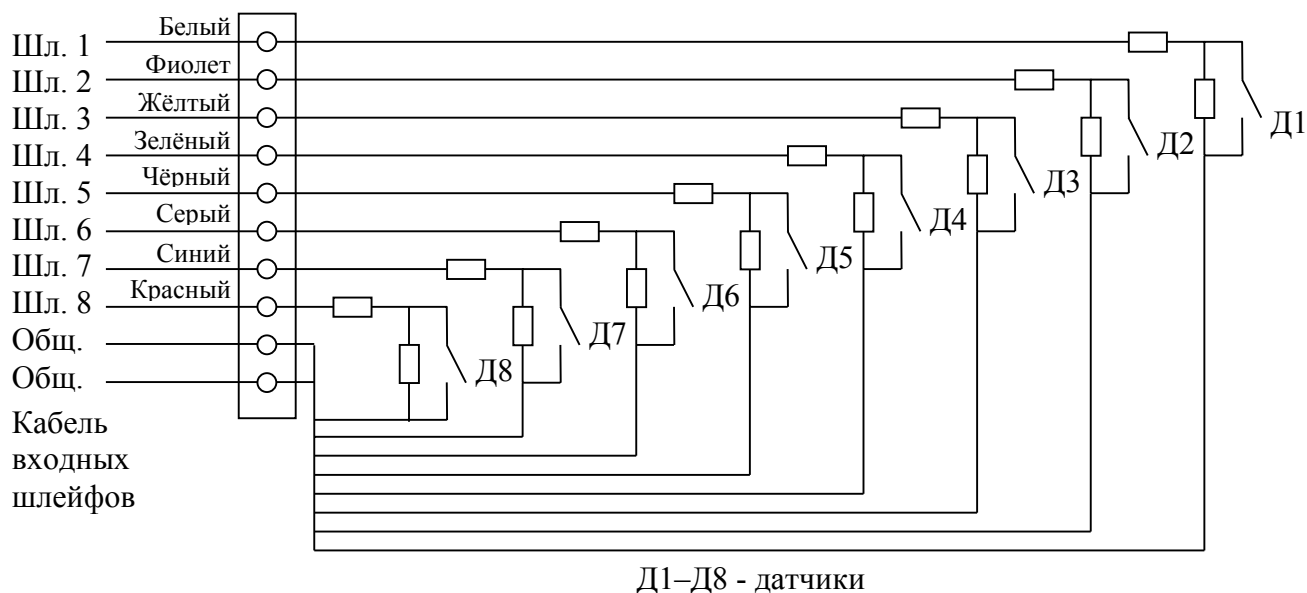 Шл. 1 Белый
Шл. 2 Фиолет
Шл. 3 Жёлтый
Шл. 4 Зелёный
Шл. 5 Чёрный
Шл. 6 Серый
Шл. 7 Синий
Шл. 8 Красный
Общ.
Общ.
Кабель
входных
шлейфов
Д1
Д2
Д3
Д4
Д5
Д6
Д7
Д8
Д1–Д8 - датчики